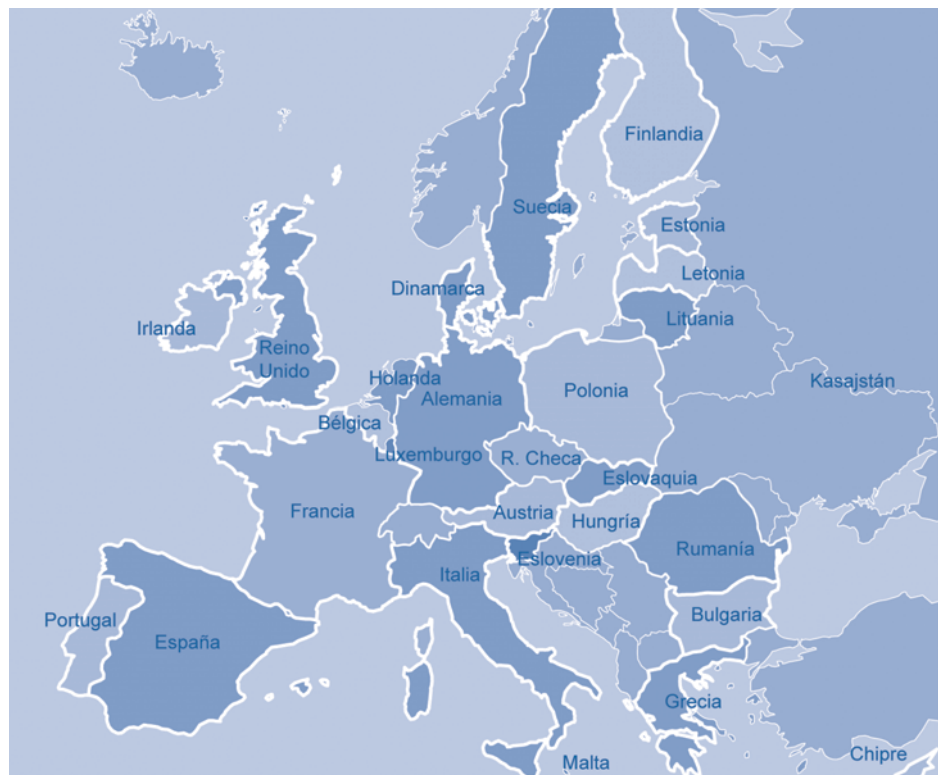 Finlandia
Suecia
Estonia
Letonia
Dinamarca
Lituania
Irlanda
Reino
Unido
Holanda
Kasajstán
Alemania
Polonia
Bélgica
Luxemburgo
R. Checa
Eslovaquia
Francia
Austria
Hungría
Rumanía
Eslovenia
Italia
Bulgaria
Portugal
España
Grecia
Chipre
Malta